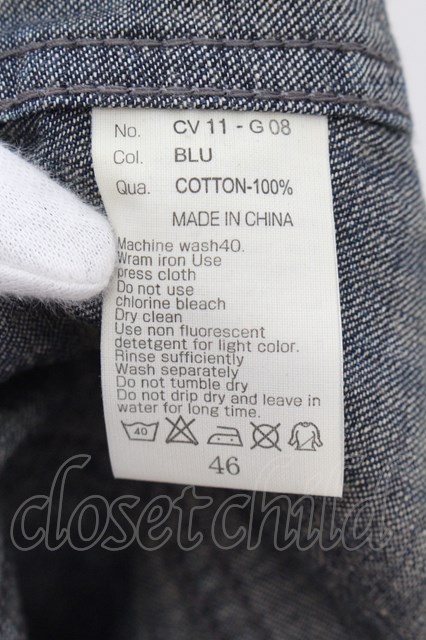 No. CV 11 - G 08
Col. BLU
Qua. COTTON-100%
MADE IN CHINA
Machine wash40.
Wram iron Use
press cloth
Do not use
chlorine bleach
Dry clean
Use non fluorescent
detetgent for light color.
Rinse sufficiently
Wash separately
Do not tumble dry
Do not drip dry and leave in
water for long time.
40
46
closetchild